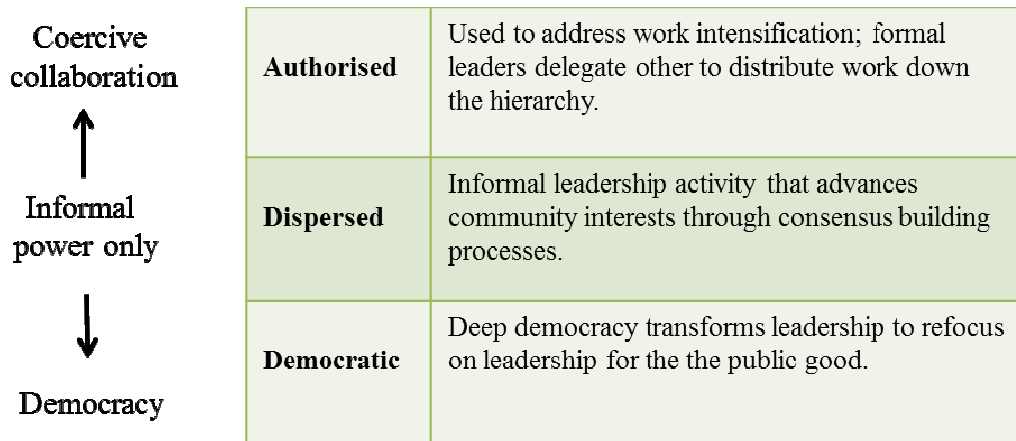 Coercive
collaboration
Informal
power only
Democracy
Authorised
Used to address work intensification; formal
leaders delegate other to distribute work down
the hierarchy.
Dispersed
Informal leadership activity that advances
community interests through consensus building
processes.
Democratic
Deep democracy transforms leadership to refocus
on leadership for the the public good.